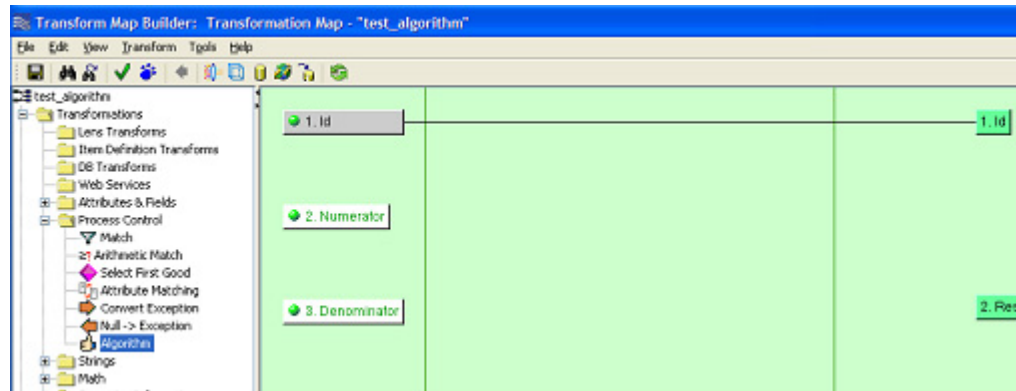 Transform Map Builder: Transformation Map - "test_algorithm"
File Edit View Transform Tools Help
test_algorithm
Transformations
Lens Transforms
Item Definition Transforms
DB Transforms
Web Services
Attributes & Fields
Process Control
Match
Arithmetic Match
Select First Good
Attribute Matching
Convert Exception
Null -> Exception
Algorithm
Strings
Math
1. Id
1. Id
2. Numerator
3. Denominator
2. Res